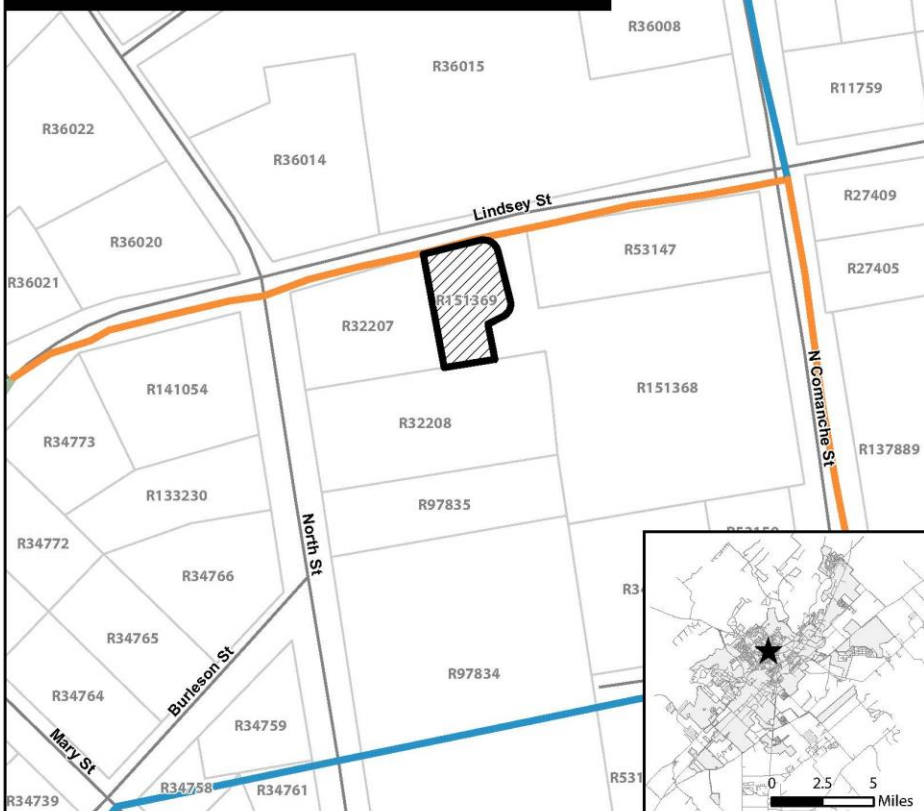 R36008
R36015
R11759
R36022
R36014
R27409
Lindsey St
R36020
R53147
R27405
R36021
R151369
R32207
R141054
R151368
N Comanche St
R32208
R34773
R137889
R133230
R97835
R34772
North St
R34766
R34765
R97834
Burleson St
R34764
R34759
Mary St
R34758
R34761
R34739
0 2.5 5
Miles